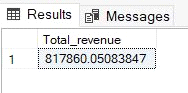 Results Messages
Total_revenue
1 817860.05083847